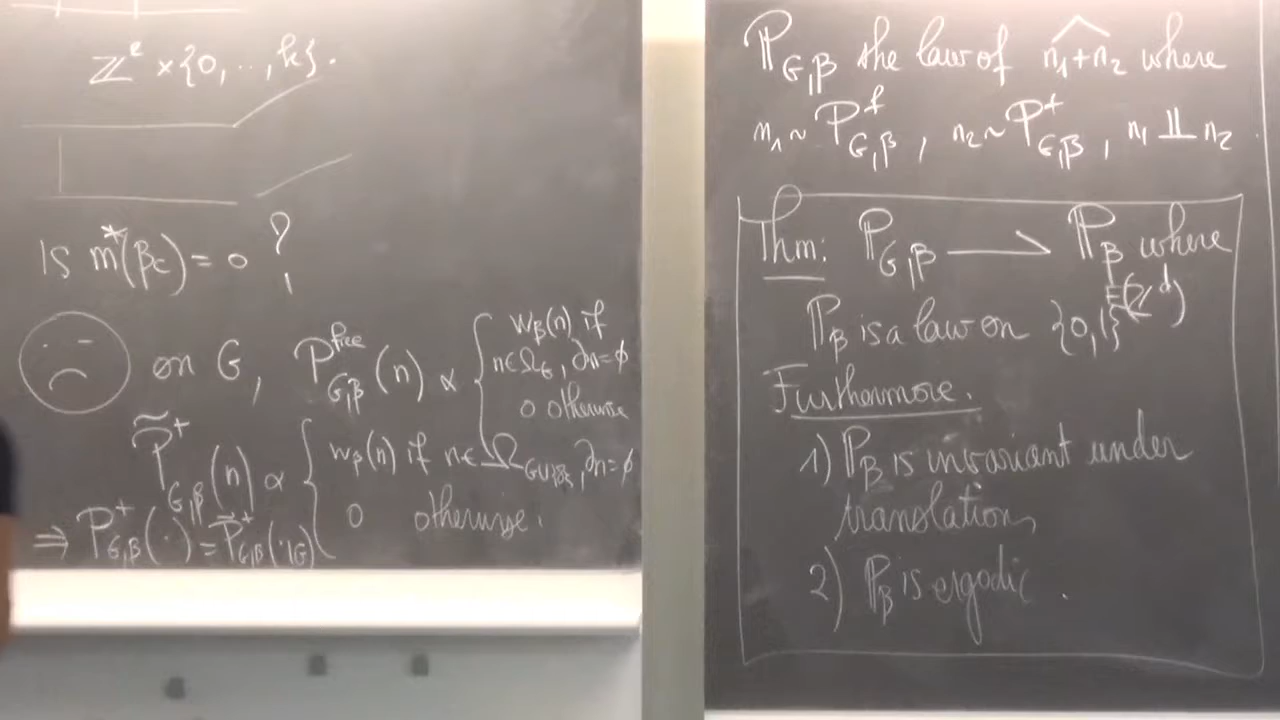 ℤ^e × {0, .., k}.
Is m*(βc) = 0 ?
on G, P^free_{G,β}(n) ∝ { w_β(n) if n∈Ω_G, ∂n=∅
0 otherwise
P̃^+_{G,β}(n) ∝ { w_β(n) if n∈Ω_{G∪{g}}, ∂n=∅
0 otherwise.
⇒ P^+_{G,β}(·) = P̃^+_{G,β}(·|G)
ℙ_{G,β} the law of \widehat{n₁+n₂} where
n₁ ~ P^f_{G,β}, n₂ ~ P^+_{G,β}, n₁ ⫫ n₂.
Thm: ℙ_{G,β} ⟶ ℙ_β where
ℙ_β is a law on {0,1}^{E(ℤ^d)}
Furthermore.
1) ℙ_β is invariant under
translation,
2) ℙ_β is ergodic.